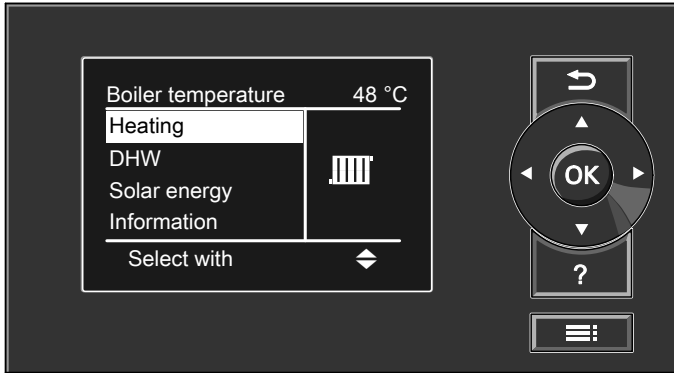 Boiler temperature 48 °C
Heating
DHW
Solar energy
Information
Select with
OK
?